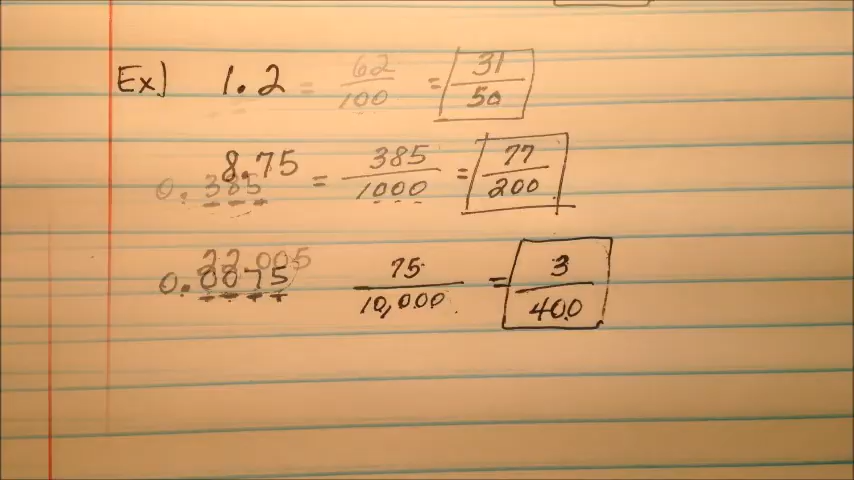 Ex) 1.2 = 62/100 = 31/50
8.75
0.385 = 385/1000 = 77/200
22.005
0.0075 75/10,000 = 3/400